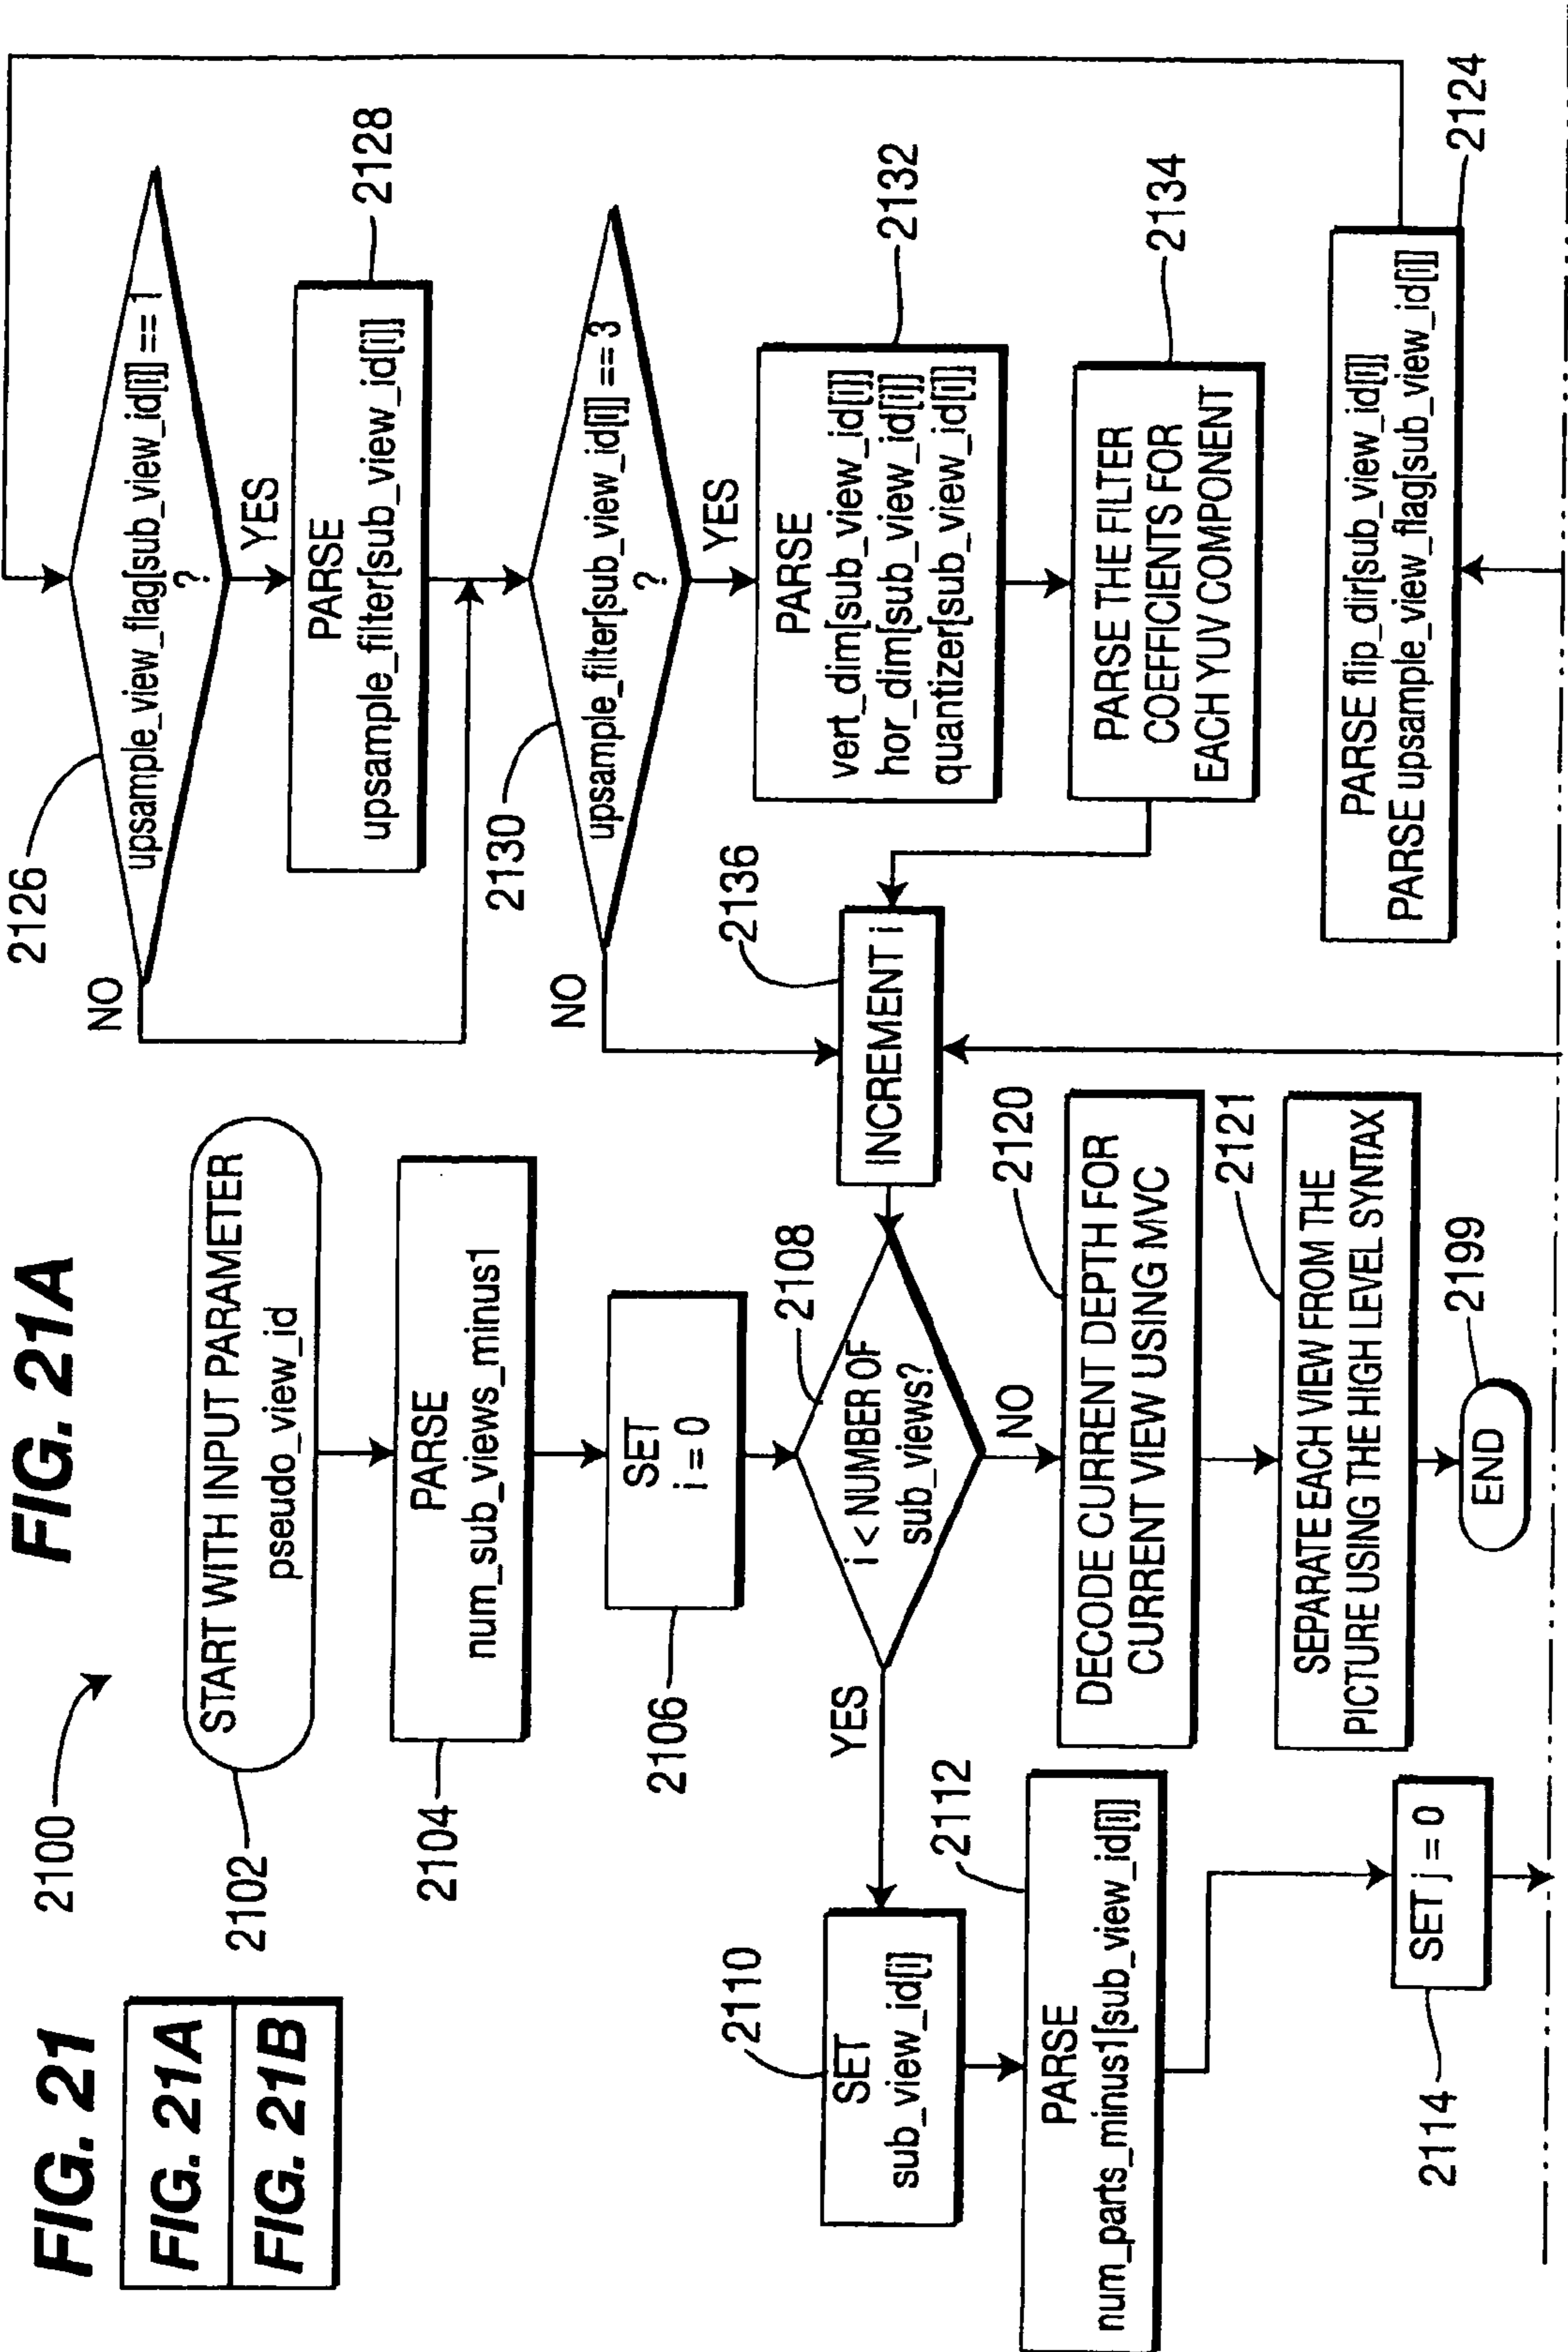 FIG. 21
FIG. 21A
FIG. 21B
FIG. 21A
2100
2102
START WITH INPUT PARAMETER
pseudo_view_id
2104
PARSE
num_sub_views_minus1
2106
SET
i = 0
2108
i < NUMBER OF
sub_views?
YES
NO
2110
SET
sub_view_id[i]
2112
PARSE
num_parts_minus1[sub_view_id[i]]
2114
SET j = 0
2120
DECODE CURRENT DEPTH FOR
CURRENT VIEW USING MVC
2121
SEPARATE EACH VIEW FROM THE
PICTURE USING THE HIGH LEVEL SYNTAX
2199
END
2126
upsample_view_flag[sub_view_id[i]] == 1
?
NO
YES
2128
PARSE
upsample_filter[sub_view_id[i]]
2130
upsample_filter[sub_view_id[i]] == 3
?
NO
YES
2132
PARSE
vert_dim[sub_view_id[i]]
hor_dim[sub_view_id[i]]
quantizer[sub_view_id[i]]
2134
PARSE THE FILTER
COEFFICIENTS FOR
EACH YUV COMPONENT
2136
INCREMENT i
2124
PARSE flip_dir[sub_view_id[i]]
PARSE upsample_view_flag[sub_view_id[i]]